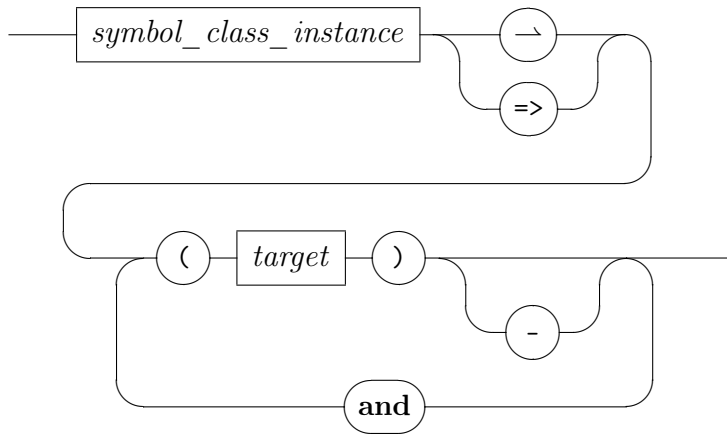 symbol_class_instance ⇀
=>
( target )
-
and